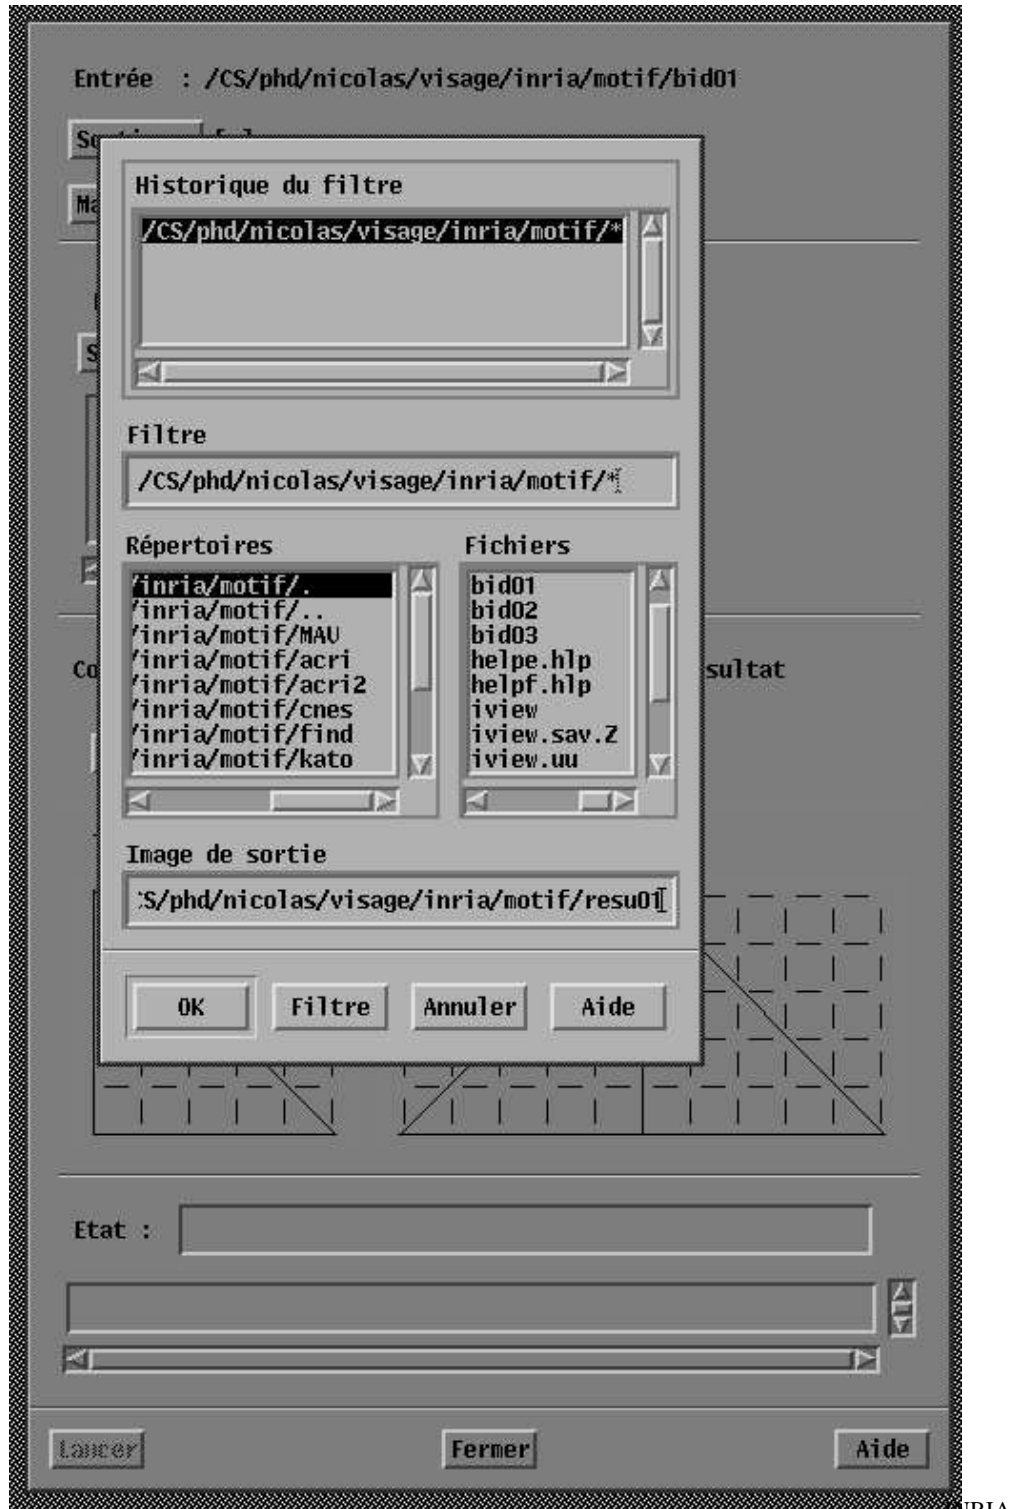 Entrée : /CS/phd/nicolas/visage/inria/motif/bid01
Historique du filtre
/CS/phd/nicolas/visage/inria/motif/*
Filtre
/CS/phd/nicolas/visage/inria/motif/*
Répertoires
/inria/motif/.
/inria/motif/..
/inria/motif/MAU
/inria/motif/acri
/inria/motif/acri2
/inria/motif/cnes
/inria/motif/find
/inria/motif/kato
Fichiers
bid01
bid02
bid03
helpe.hlp
helpf.hlp
iview
iview.sav.Z
iview.uu
Co
sultat
Image de sortie
S/phd/nicolas/visage/inria/motif/resu01
OK Filtre Annuler Aide
Etat :
Lancer Fermer Aide